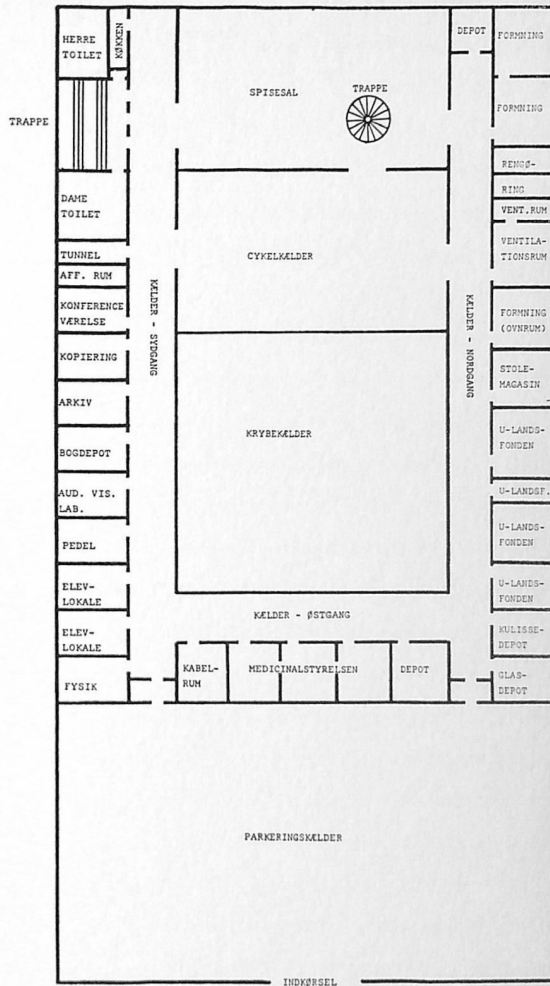 HERRE
TOILET
KØKKEN
DEPOT
FORMNING
SPISESAL
TRAPPE
TRAPPE
FORMNING
RENGØ-
RING
VENT.RUM
DAME
TOILET
TUNNEL
AFF. RUM
KONFERENCE
VÆRELSE
KOPIERING
ARKIV
BOGDEPOT
AUD. VIS.
LAB.
PEDEL
ELEV-
LOKALE
ELEV-
LOKALE
FYSIK
KÆLDER - SYDGANG
CYKELKÆLDER
KRYBEKÆLDER
KÆLDER - NORDGANG
VENTILA-
TIONSRUM
FORMNING
(OVNRUM)
STOLE-
MAGASIN
U-LANDS-
FONDEN
U-LANDSF.
U-LANDS-
FONDEN
U-LANDS-
FONDEN
KULISSE-
DEPOT
GLAS-
DEPOT
KÆLDER - ØSTGANG
KABEL-
RUM
MEDICINALSTYRELSEN
DEPOT
PARKERINGSKÆLDER
INDKØRSEL